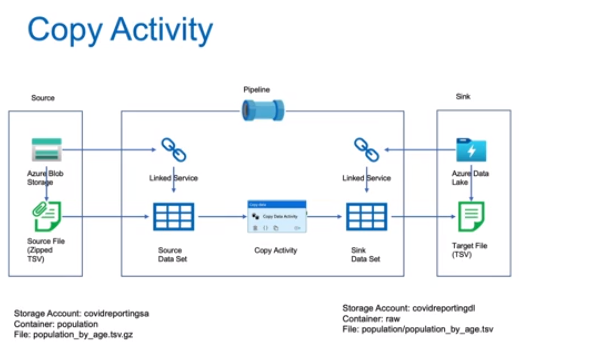 Copy Activity
Source
Pipeline
Sink
Azure Blob
Storage
Linked Service
Linked Service
Azure Data
Lake
Source File
(Zipped
TSV)
Source
Data Set
Copy Data Activity
Copy Activity
Sink
Data Set
Target File
(TSV)
Storage Account: covidreportingsa
Container: population
File: population_by_age.tsv.gz
Storage Account: covidreportingdl
Container: raw
File: population/population_by_age.tsv